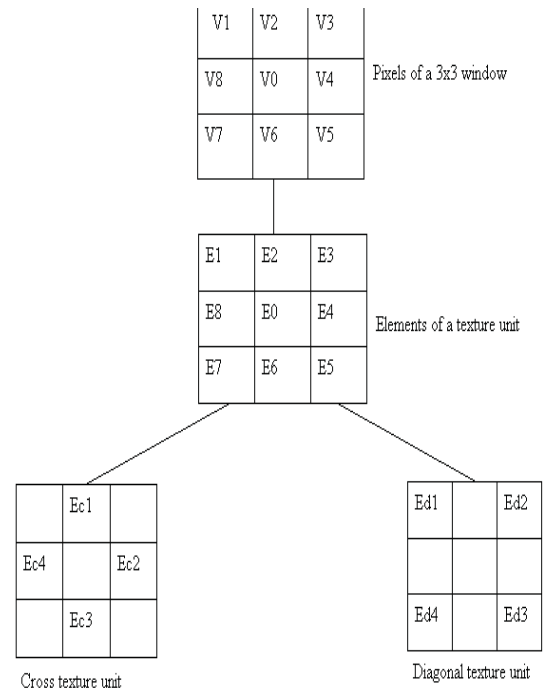 V1 V2 V3
V8 V0 V4
Pixels of a 3x3 window
V7 V6 V5
E1 E2 E3
E8 E0 E4
Elements of a texture unit
E7 E6 E5
Ec1
Ec4 Ec2
Ec3
Cross texture unit
Ed1 Ed2
Ed4 Ed3
Diagonal texture unit